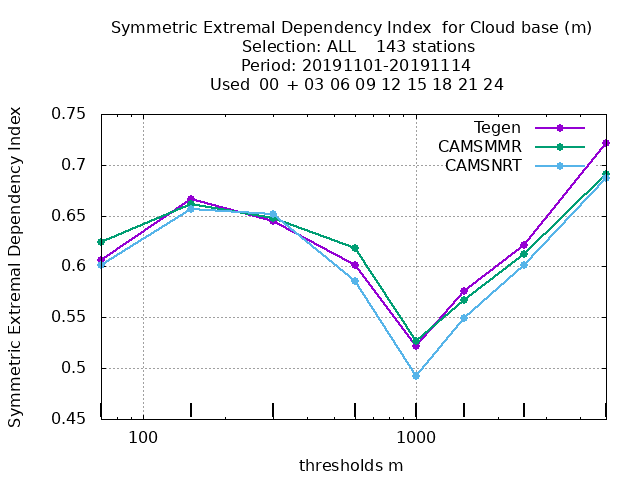 Symmetric Extremal Dependency Index  for Cloud base (m)
Selection: ALL    143 stations
Period: 20191101-20191114
Used  00 + 03 06 09 12 15 18 21 24
Symmetric Extremal Dependency Index
0.75
0.7
0.65
0.6
0.55
0.5
0.45
Tegen
CAMSMMR
CAMSNRT
100
1000
thresholds m